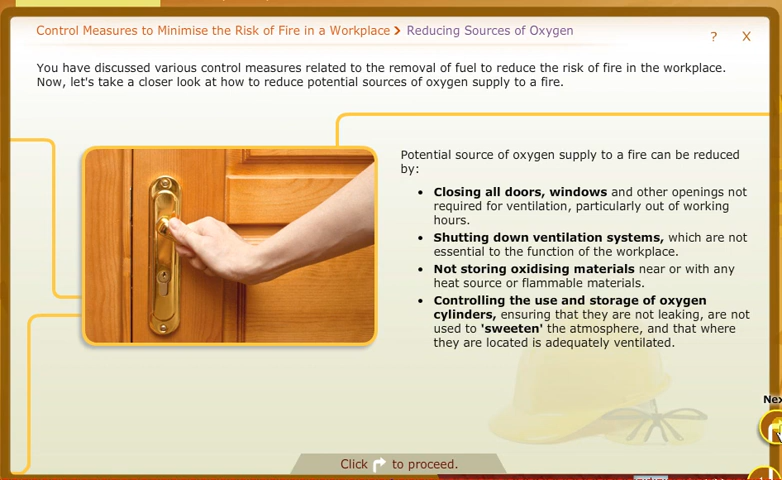 Control Measures to Minimise the Risk of Fire in a Workplace > Reducing Sources of Oxygen
? X
You have discussed various control measures related to the removal of fuel to reduce the risk of fire in the workplace.
Now, let's take a closer look at how to reduce potential sources of oxygen supply to a fire.
Potential source of oxygen supply to a fire can be reduced
by:
• Closing all doors, windows and other openings not
required for ventilation, particularly out of working
hours.
• Shutting down ventilation systems, which are not
essential to the function of the workplace.
• Not storing oxidising materials near or with any
heat source or flammable materials.
• Controlling the use and storage of oxygen
cylinders, ensuring that they are not leaking, are not
used to 'sweeten' the atmosphere, and that where
they are located is adequately ventilated.
Click to proceed.